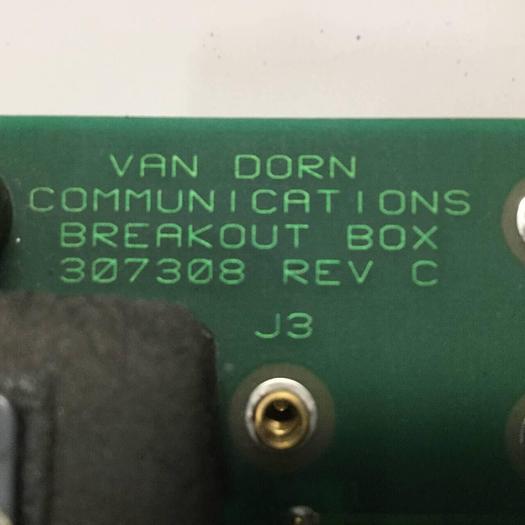 VAN DORN
COMMUNICATIONS
BREAKOUT BOX
307308 REV C
J3